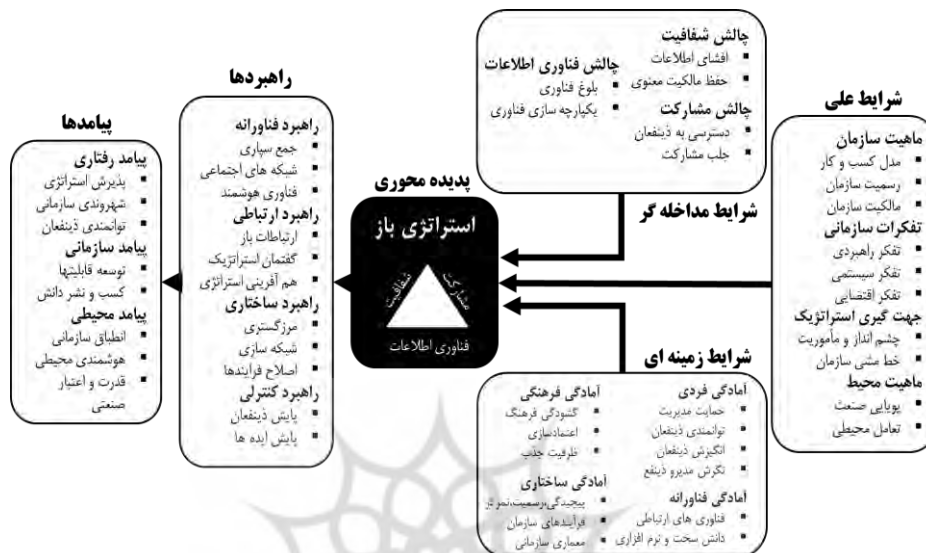 شرایط علی
ماهیت سازمان
مدل کسب و کار
رسمیت سازمان
مالکیت سازمان
تفکرات سازمانی
تفکر راهبردی
تفکر سیستمی
تفکر اقتضایی
جهت گیری استراتژیک
چشم انداز و مأموریت
خط مشی سازمان
ماهیت محیط
پویایی صنعت
تعامل محیطی
چالش شفافیت
افشای اطلاعات
حفظ مالکیت معنوی
چالش مشارکت
دسترسی به ذینفعان
جلب مشارکت
چالش فناوری اطلاعات
بلوغ فناوری
یکپارچه سازی فناوری
شرایط مداخله گر
شرایط زمینه ای
آمادگی فردی
حمایت مدیریت
توانمندی ذینفعان
انگیزش ذینفعان
نگرش مدیرو ذینفع
آمادگی فناورانه
فناوری های ارتباطی
دانش سخت و نرم افزاری
آمادگی فرهنگی
گشودگی فرهنگ
اعتمادسازی
ظرفیت جذب
آمادگی ساختاری
پیچیدگی،رسمیت،تمرکز
فرآیندهای سازمان
معماری سازمانی
پدیده محوری
استراتژی باز
شفافیت
مشارکت
فناوری اطلاعات
راهبردها
راهبرد فناورانه
جمع سپاری
شبکه های اجتماعی
فناوری هوشمند
راهبرد ارتباطی
ارتباطات باز
گفتمان استراتژیک
هم آفرینی استراتژی
راهبرد ساختاری
مرزگستری
شبکه سازی
اصلاح فرایندها
راهبرد کنترلی
پایش ذینفعان
پایش ایده ها
پیامدها
پیامد رفتاری
پذیرش استراتژی
شهروندی سازمانی
توانمندی ذینفعان
پیامد سازمانی
توسعه قابلیتها
کسب و نشر دانش
پیامد محیطی
انطباق سازمانی
هوشمندی محیطی
قدرت و اعتبار
صنعتی